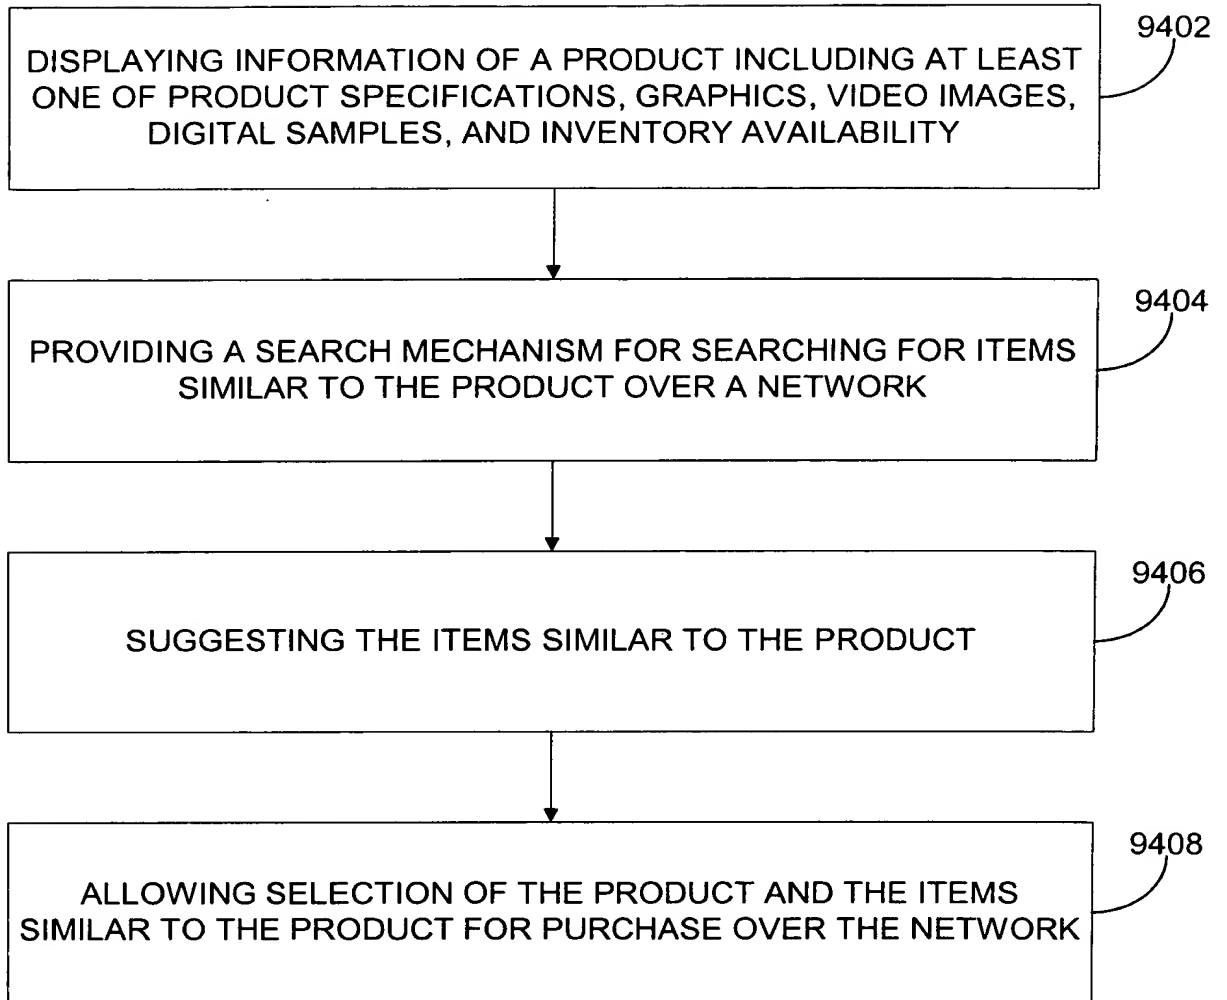 9402
DISPLAYING INFORMATION OF A PRODUCT INCLUDING AT LEAST
ONE OF PRODUCT SPECIFICATIONS, GRAPHICS, VIDEO IMAGES,
DIGITAL SAMPLES, AND INVENTORY AVAILABILITY
9404
PROVIDING A SEARCH MECHANISM FOR SEARCHING FOR ITEMS
SIMILAR TO THE PRODUCT OVER A NETWORK
9406
SUGGESTING THE ITEMS SIMILAR TO THE PRODUCT
9408
ALLOWING SELECTION OF THE PRODUCT AND THE ITEMS
SIMILAR TO THE PRODUCT FOR PURCHASE OVER THE NETWORK